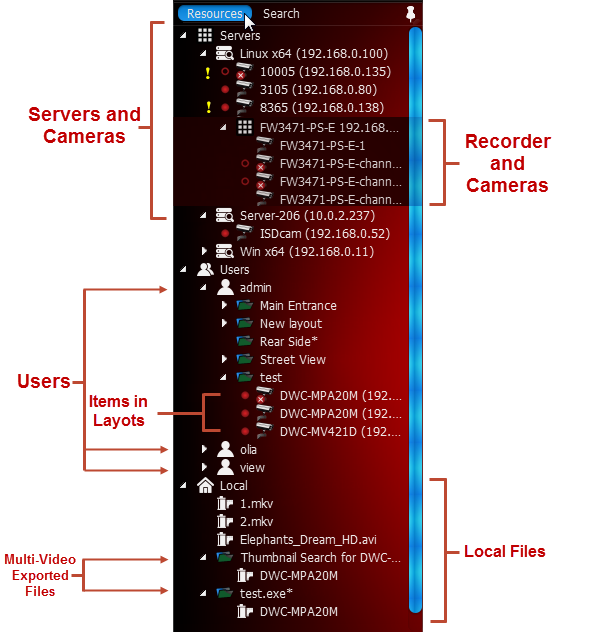 Resources Search
Servers
Linux x64 (192.168.0.100)
10005 (192.168.0.135)
3105 (192.168.0.80)
8365 (192.168.0.138)
FW3471-PS-E 192.168....
FW3471-PS-E-1
FW3471-PS-E-chann...
FW3471-PS-E-chann...
FW3471-PS-E-chann...
Server-206 (10.0.2.237)
ISDcam (192.168.0.52)
Win x64 (192.168.0.11)
Users
admin
Main Entrance
New layout
Rear Side*
Street View
test
DWC-MPA20M (192....
DWC-MPA20M (192....
DWC-MV421D (192....
olia
view
Local
1.mkv
2.mkv
Elephants_Dream_HD.avi
Thumbnail Search for DWC-...
DWC-MPA20M
test.exe*
DWC-MPA20M
Servers and
Cameras
Recorder
and
Cameras
Users
Items in
Layots
Multi-Video
Exported
Files
Local Files